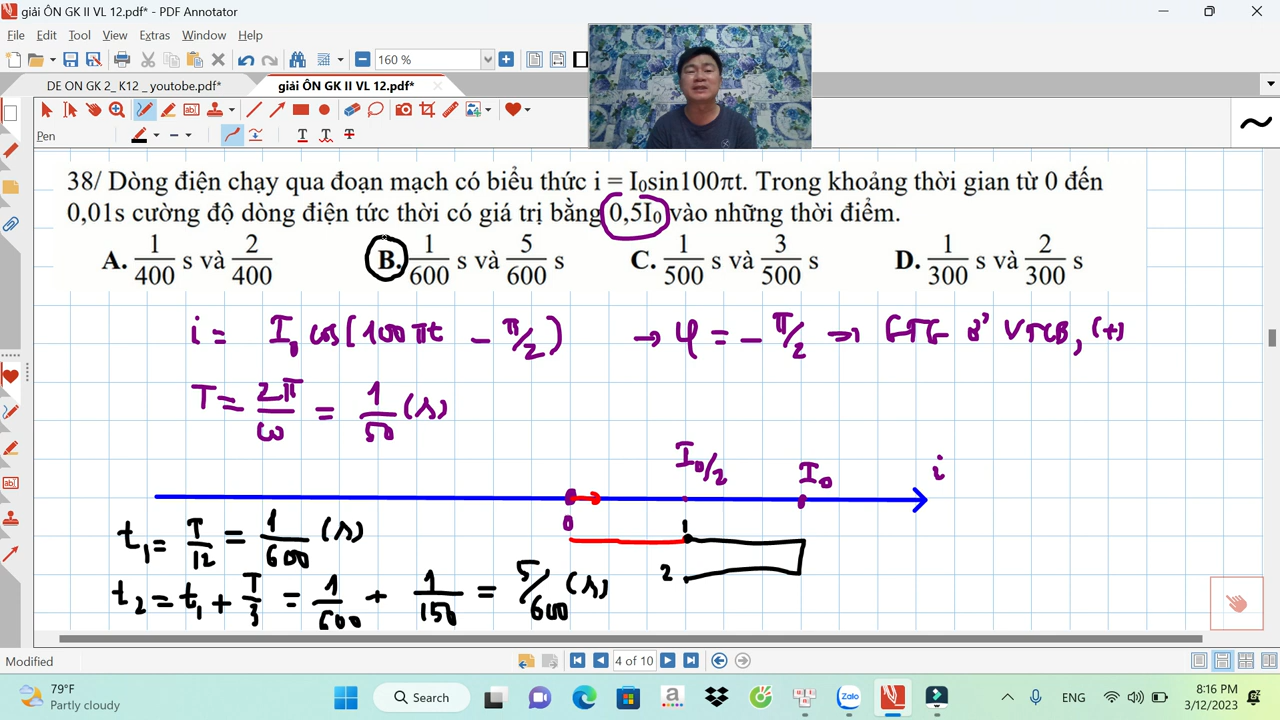 giải ÔN GK II VL 12.pdf* - PDF Annotator
File Edit Tool View Extras Window Help
160 %
DE ON GK 2_ K12 _ youtube.pdf* giải ÔN GK II VL 12.pdf*
Pen
38/ Dòng điện chạy qua đoạn mạch có biểu thức i = I₀sin100πt. Trong khoảng thời gian từ 0 đến
0,01s cường độ dòng điện tức thời có giá trị bằng 0,5I₀ vào những thời điểm.
A. 1/400 s và 2/400 B. 1/600 s và 5/600 s C. 1/500 s và 3/500 s D. 1/300 s và 2/300 s
i = I₀ cos(100πt - π/2) → φ = - π/2 → GTG ở VTCB, (+)
T = 2π/ω = 1/50 (s)
I₀/2 I₀ i
0
t₁ = T/12 = 1/600 (s)
1
2
t₂ = t₁ + T/3 = 1/600 + 1/150 = 5/600 (s)
4 of 10
Modified
79°F
Partly cloudy
Search
Zalo
ENG
8:16 PM
3/12/2023